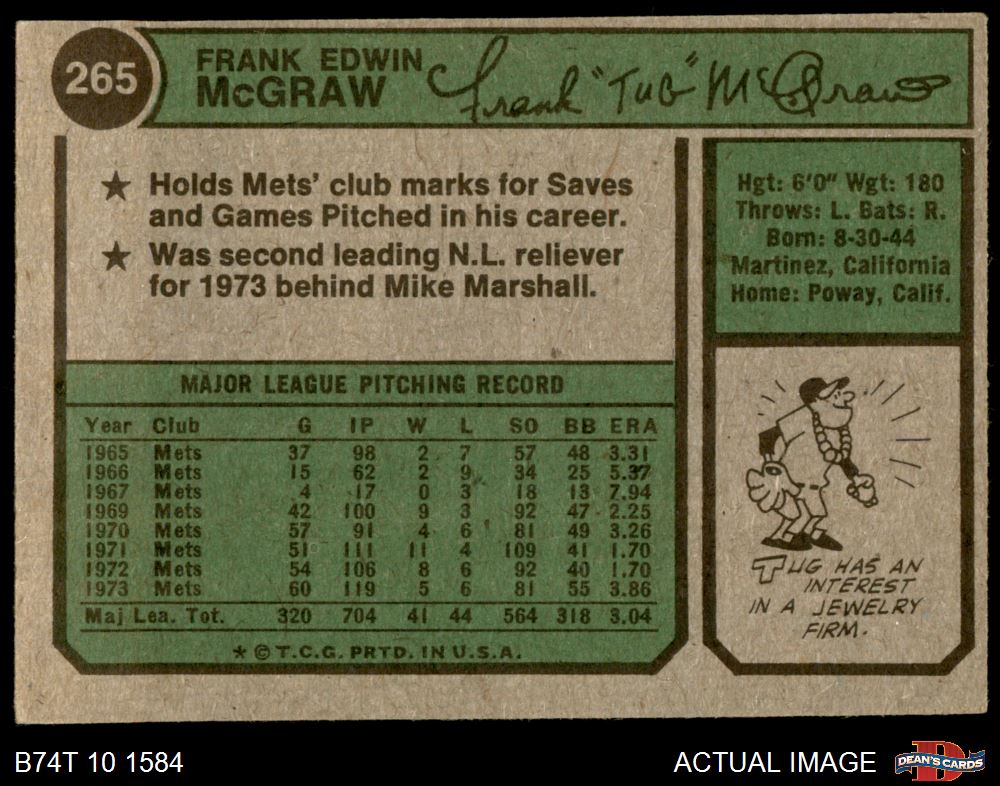 265
FRANK EDWIN
McGRAW
Frank "Tug" McGraw
★ Holds Mets' club marks for Saves
and Games Pitched in his career.
★ Was second leading N.L. reliever
for 1973 behind Mike Marshall.
Hgt: 6'0" Wgt: 180
Throws: L. Bats: R.
Born: 8-30-44
Martinez, California
Home: Poway, Calif.
MAJOR LEAGUE PITCHING RECORD
Year Club G IP W L SO BB ERA
1965 Mets 37 98 2 7 57 48 3.31
1966 Mets 15 62 2 9 34 25 5.37
1967 Mets 4 17 0 3 18 13 7.94
1969 Mets 42 100 9 3 92 47 2.25
1970 Mets 57 91 4 6 81 49 3.26
1971 Mets 51 111 11 4 109 41 1.70
1972 Mets 54 106 8 6 92 40 1.70
1973 Mets 60 119 5 6 81 55 3.86
Maj Lea. Tot. 320 704 41 44 564 318 3.04
* © T.C.G. PRTD. IN U.S.A.
TUG HAS AN
INTEREST
IN A JEWELRY
FIRM.
B74T 10 1584
ACTUAL IMAGE
D
DEAN'S CARDS